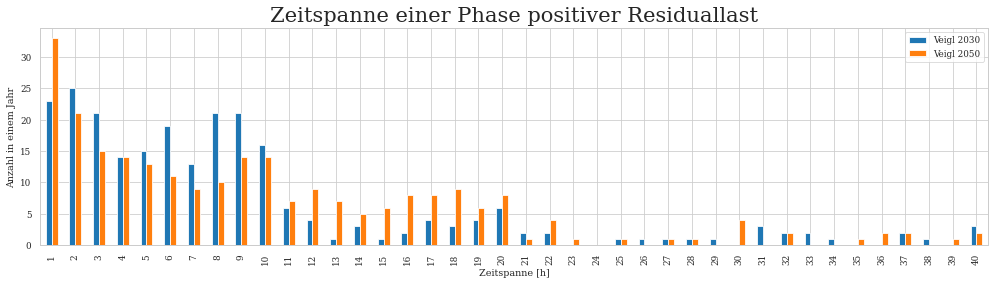 Zeitspanne einer Phase positiver Residuallast
Veigl 2030
Veigl 2050
Anzahl in einem Jahr
30
25
20
15
10
5
0
1 2 3 4 5 6 7 8 9 10 11 12 13 14 15 16 17 18 19 20 21 22 23 24 25 26 27 28 29 30 31 32 33 34 35 36 37 38 39 40
Zeitspanne [h]